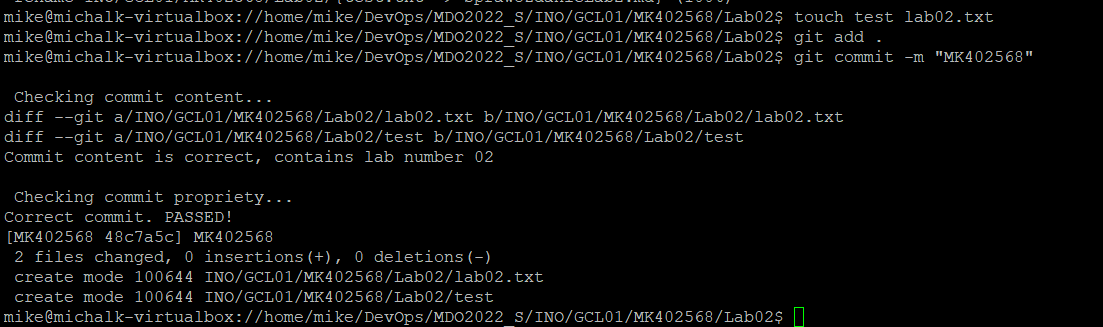 mike@michalk-virtualbox://home/mike/DevOps/MDO2022_S/INO/GCL01/MK402568/Lab02$ touch test lab02.txt
mike@michalk-virtualbox://home/mike/DevOps/MDO2022_S/INO/GCL01/MK402568/Lab02$ git add .
mike@michalk-virtualbox://home/mike/DevOps/MDO2022_S/INO/GCL01/MK402568/Lab02$ git commit -m "MK402568"
Checking commit content...
diff --git a/INO/GCL01/MK402568/Lab02/lab02.txt b/INO/GCL01/MK402568/Lab02/lab02.txt
diff --git a/INO/GCL01/MK402568/Lab02/test b/INO/GCL01/MK402568/Lab02/test
Commit content is correct, contains lab number 02
Checking commit propriety...
Correct commit. PASSED!
[MK402568 48c7a5c] MK402568
2 files changed, 0 insertions(+), 0 deletions(-)
create mode 100644 INO/GCL01/MK402568/Lab02/lab02.txt
create mode 100644 INO/GCL01/MK402568/Lab02/test
mike@michalk-virtualbox://home/mike/DevOps/MDO2022_S/INO/GCL01/MK402568/Lab02$